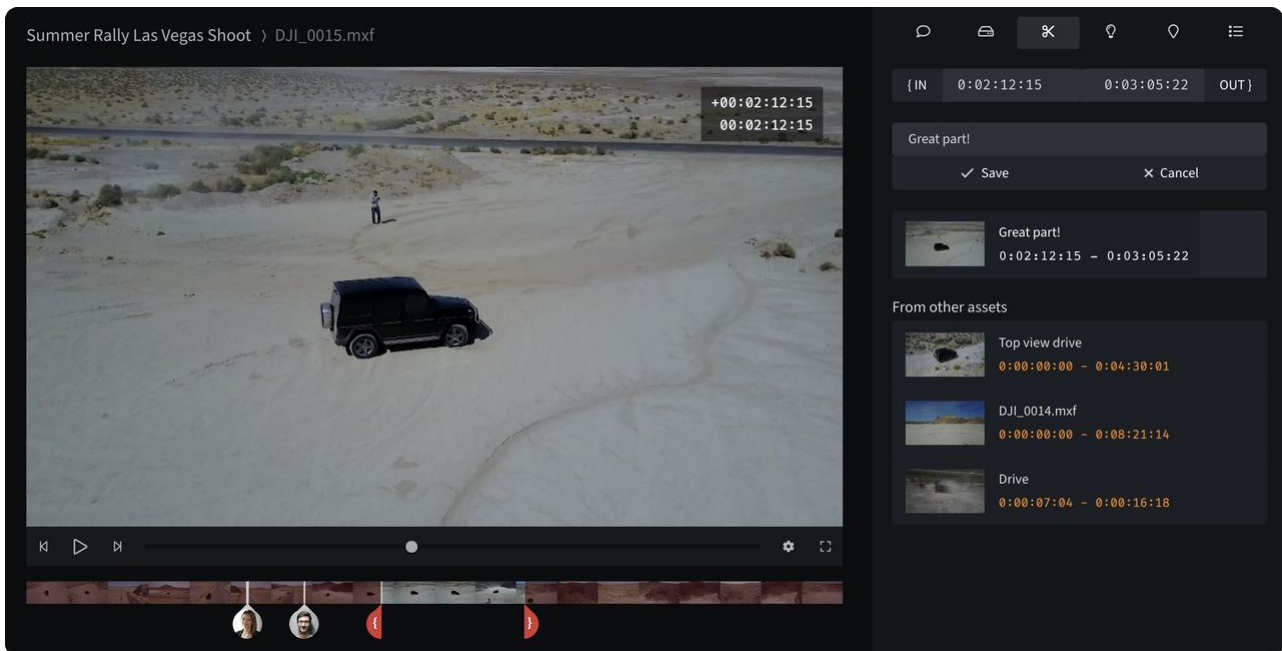 Summer Rally Las Vegas Shoot 〉 DJI_0015.mxf
+00:02:12:15
00:02:12:15
{ IN 0:02:12:15 0:03:05:22 OUT }
Great part!
Save Cancel
Great part!
0:02:12:15 – 0:03:05:22
From other assets
Top view drive
0:00:00:00 – 0:04:30:01
DJI_0014.mxf
0:00:00:00 – 0:08:21:14
Drive
0:00:07:04 – 0:00:16:18
{ }